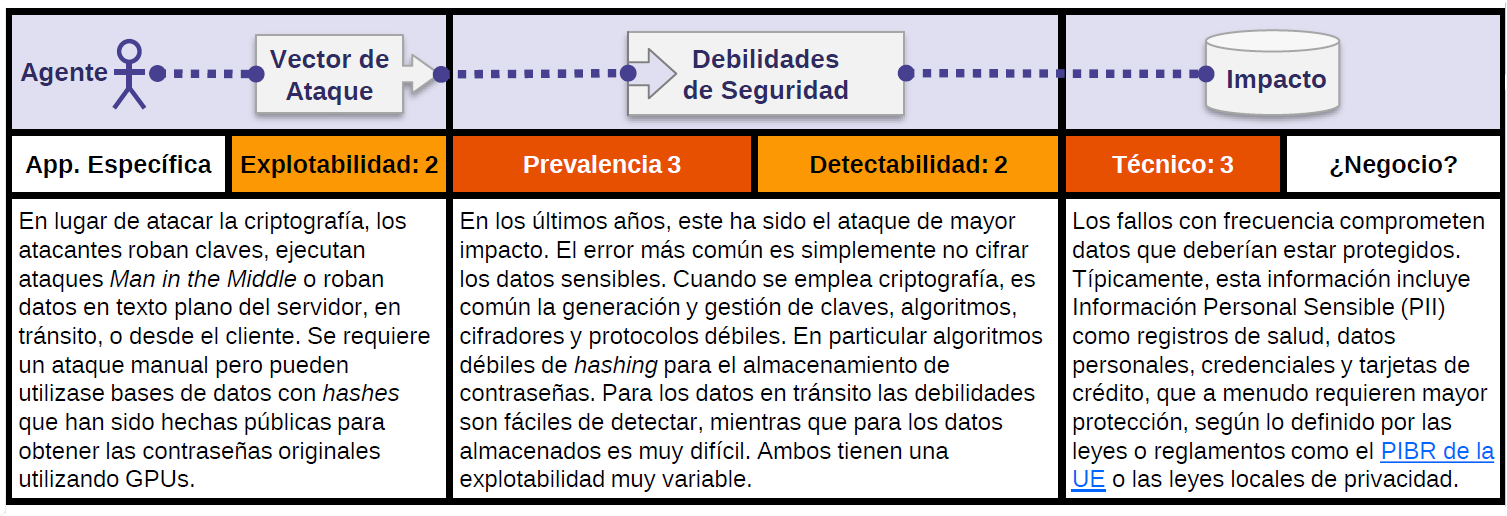 Agente
Vector de
Ataque
Debilidades
de Seguridad
Impacto
App. Específica
Explotabilidad: 2
Prevalencia 3
Detectabilidad: 2
Técnico: 3
¿Negocio?
En lugar de atacar la criptografía, los
atacantes roban claves, ejecutan
ataques Man in the Middle o roban
datos en texto plano del servidor, en
tránsito, o desde el cliente. Se requiere
un ataque manual pero pueden
utilizase bases de datos con hashes
que han sido hechas públicas para
obtener las contraseñas originales
utilizando GPUs.
En los últimos años, este ha sido el ataque de mayor
impacto. El error más común es simplemente no cifrar
los datos sensibles. Cuando se emplea criptografía, es
común la generación y gestión de claves, algoritmos,
cifradores y protocolos débiles. En particular algoritmos
débiles de hashing para el almacenamiento de
contraseñas. Para los datos en tránsito las debilidades
son fáciles de detectar, mientras que para los datos
almacenados es muy difícil. Ambos tienen una
explotabilidad muy variable.
Los fallos con frecuencia comprometen
datos que deberían estar protegidos.
Típicamente, esta información incluye
Información Personal Sensible (PII)
como registros de salud, datos
personales, credenciales y tarjetas de
crédito, que a menudo requieren mayor
protección, según lo definido por las
leyes o reglamentos como el PIBR de la
UE o las leyes locales de privacidad.